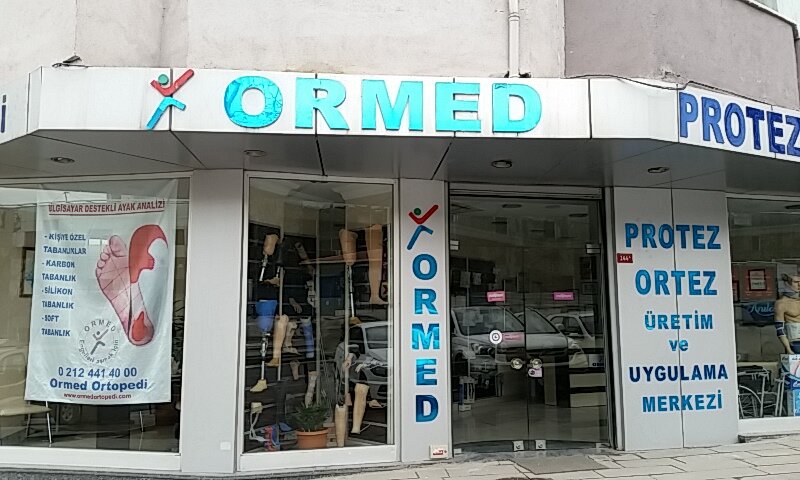 i
ORMED
PROTEZ
BİLGİSAYAR DESTEKLİ AYAK ANALİZİ
- KİŞİYE ÖZEL
TABANLIKLAR
- KARBON
TABANLIK
- SİLİKON
TABANLIK
- SOFT
TABANLIK
ORMED
0 212 441 40 00
Ormed Ortopedi
www.ormedortopedi.com
ORMED
PROTEZ
ORTEZ
ÜRETİM
ve
UYGULAMA
MERKEZİ